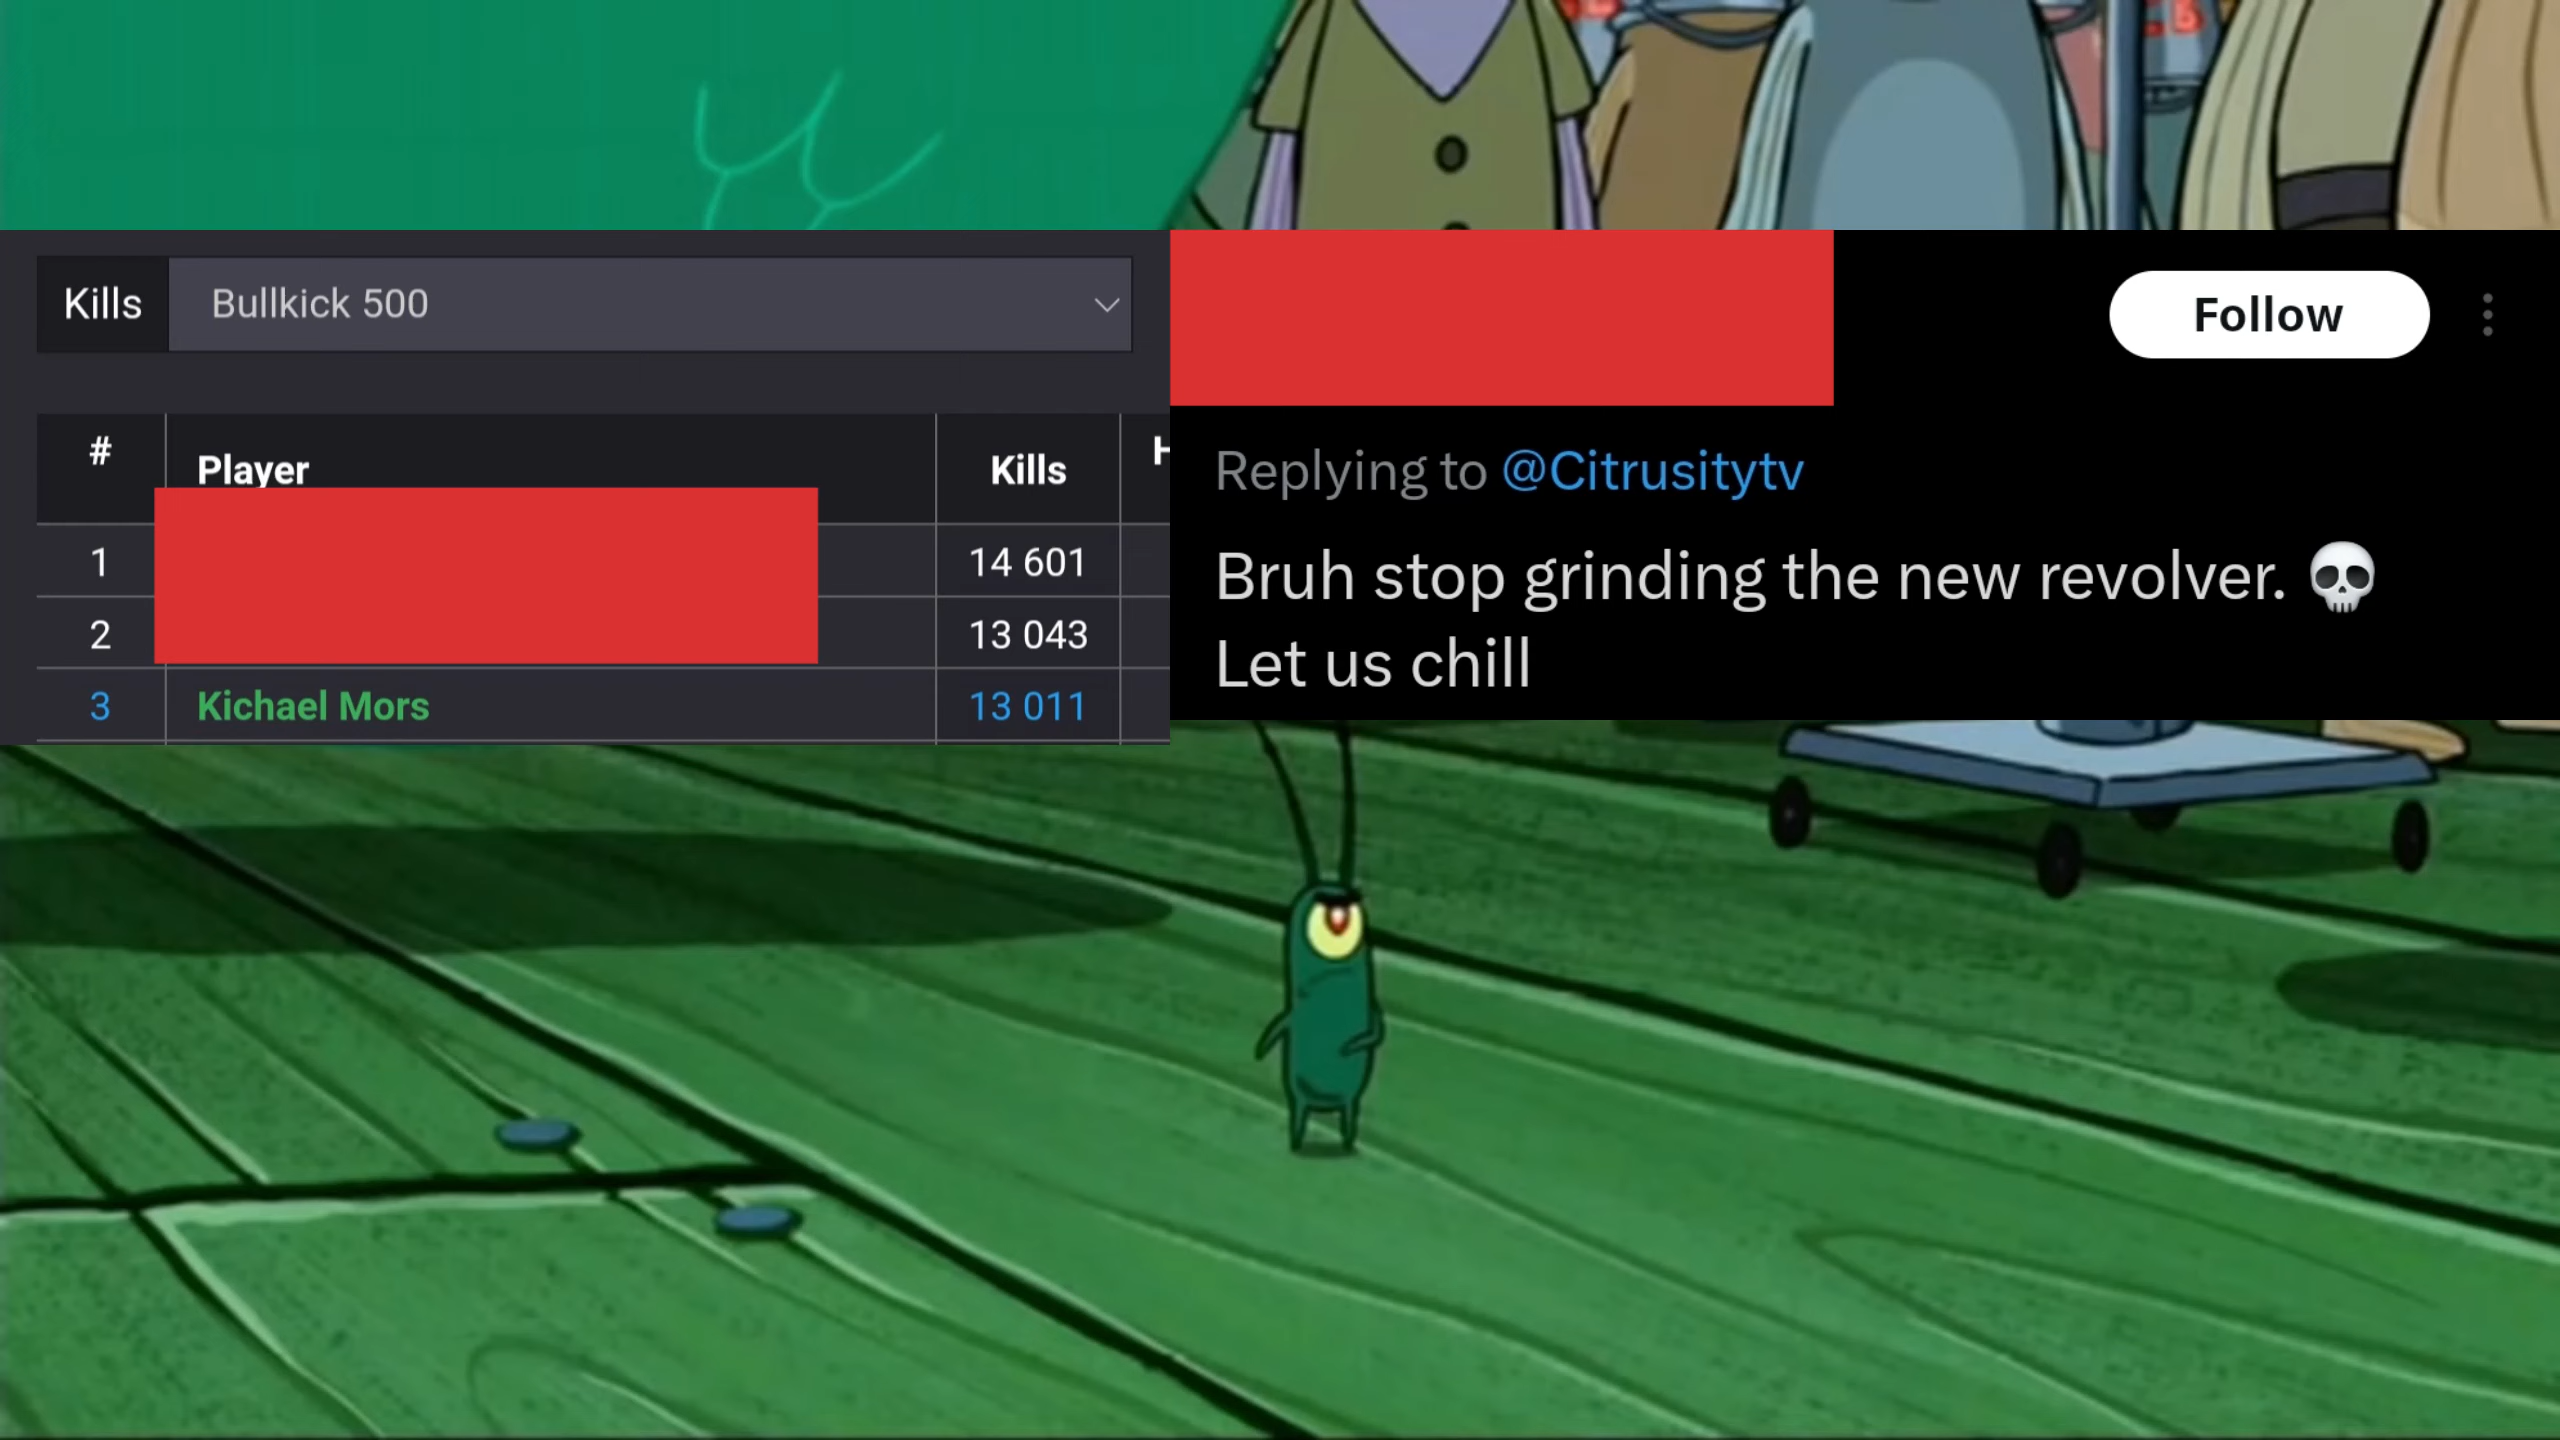 Kills Bullkick 500
# Player Kills H
1 14 601
2 13 043
3 Kichael Mors 13 011
Follow
Replying to @Citrusitytv
Bruh stop grinding the new revolver. 💀
Let us chill